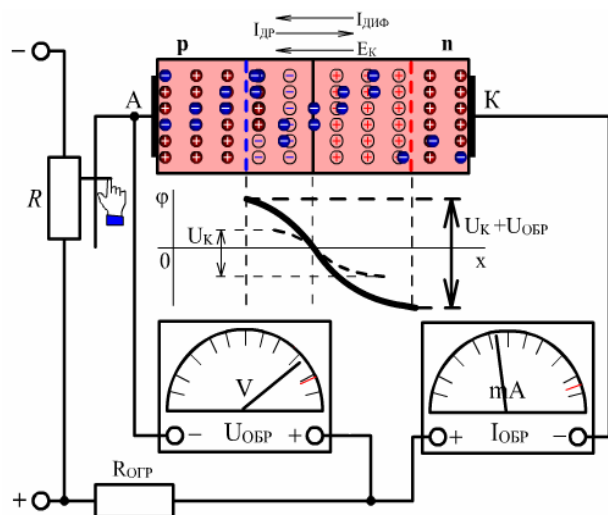 − IДР IДИФ
p EК n
А К
R
φ
UК UК +UОБР
0 x
V mA
− UОБР + + IОБР −
+ RОГР